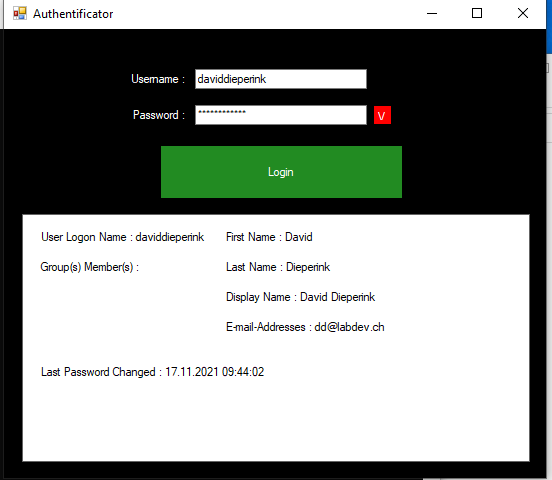 Authentificator
Username : daviddieperink
Password : ************ V
Login
User Logon Name : daviddieperink First Name : David
Group(s) Member(s) : Last Name : Dieperink
Display Name : David Dieperink
E-mail-Addresses : dd@labdev.ch
Last Password Changed : 17.11.2021 09:44:02